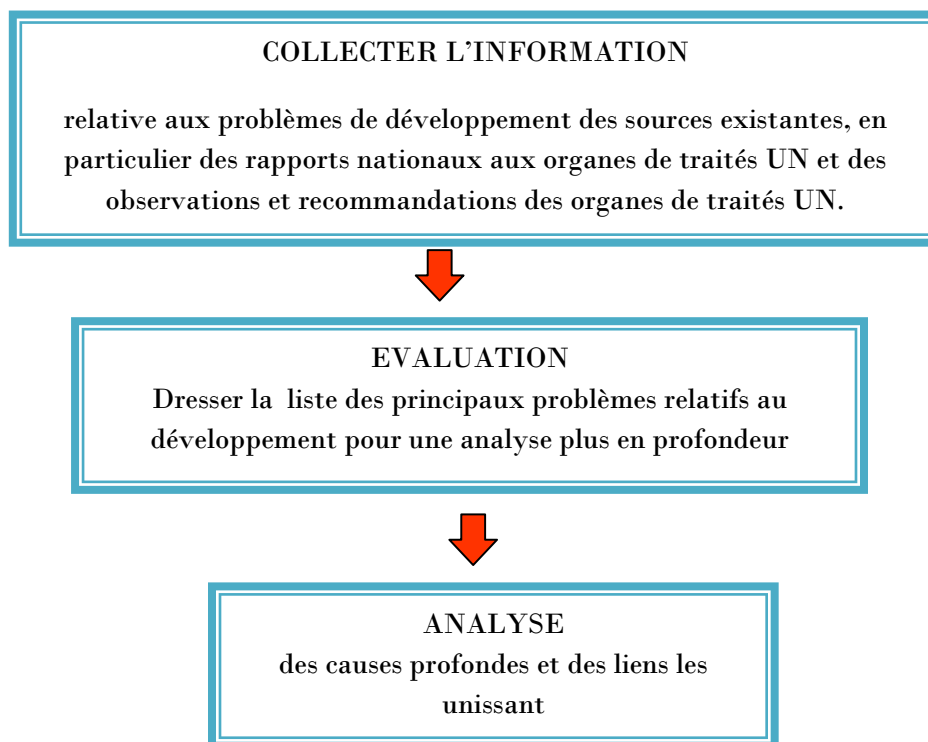 COLLECTER L’INFORMATION
relative aux problèmes de développement des sources existantes, en
particulier des rapports nationaux aux organes de traités UN et des
observations et recommandations des organes de traités UN.
EVALUATION
Dresser la  liste des principaux problèmes relatifs au
développement pour une analyse plus en profondeur
ANALYSE
des causes profondes et des liens les
unissant